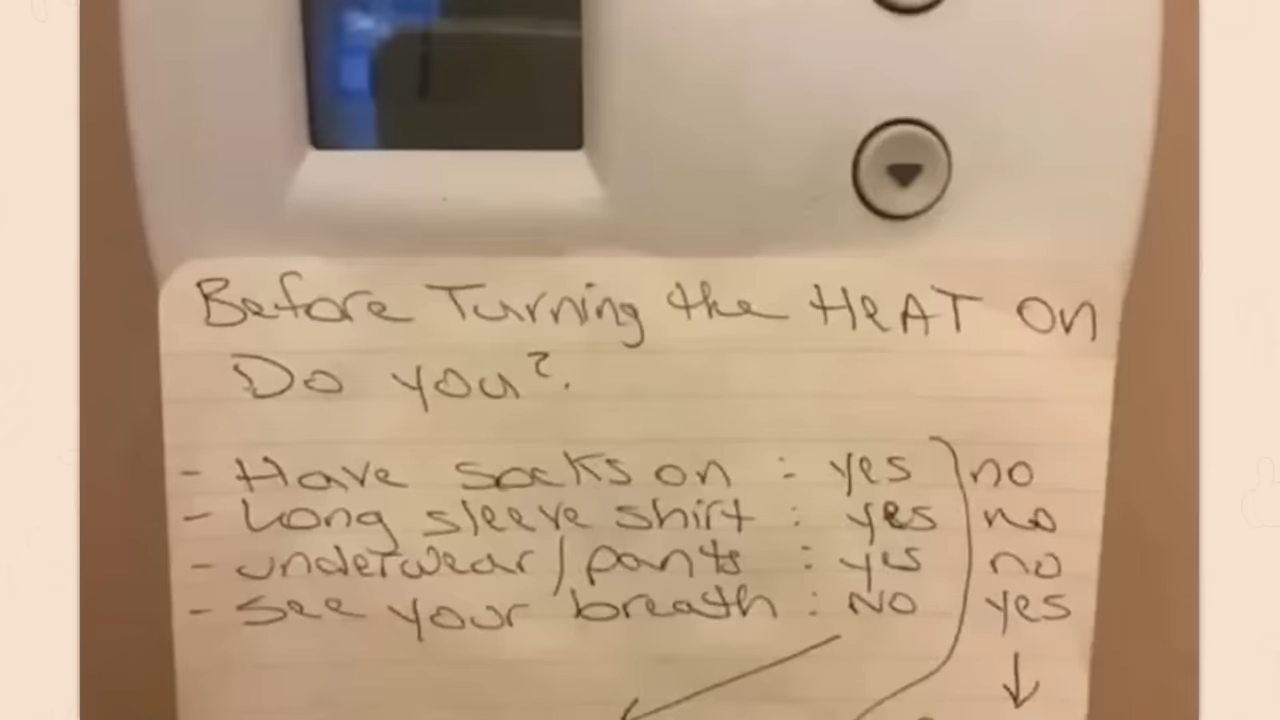 Before Turning the HEAT on
Do you?.
- Have socks on : yes no
- Long sleeve shirt : yes no
- underwear/pants : yes no
- See your breath : NO yes